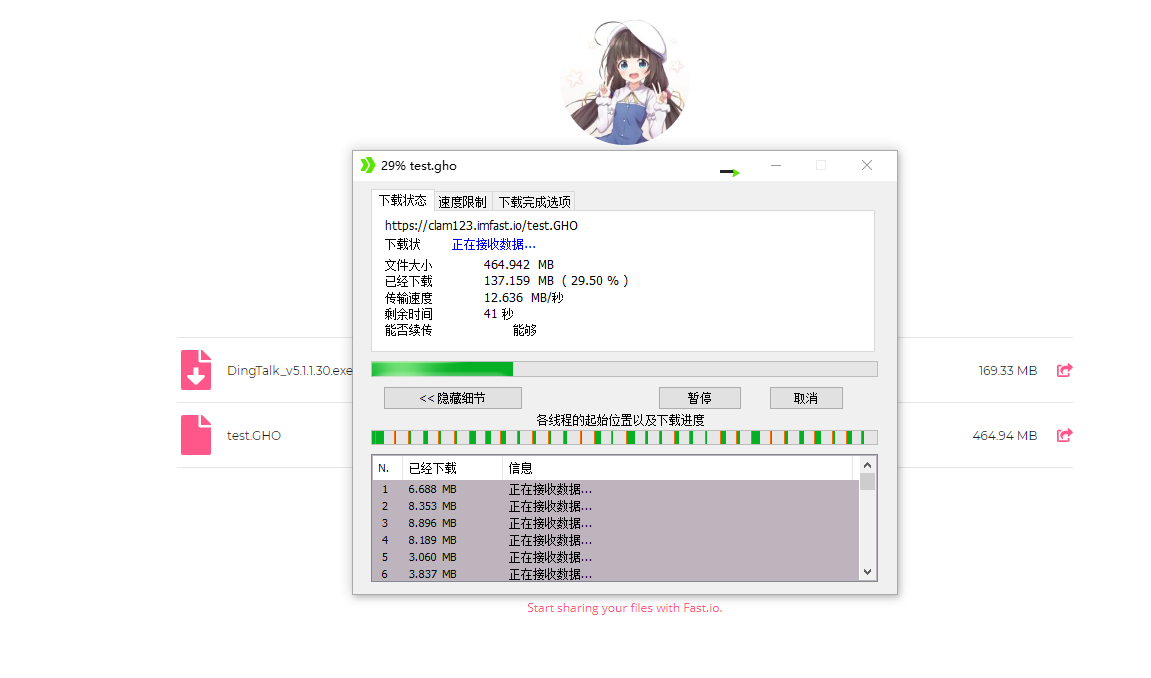 29% test.gho
下载状态 速度限制 下载完成选项
https://clam123.imfast.io/test.GHO
下载状 正在接收数据...
文件大小 464.942 MB
已经下载 137.159 MB ( 29.50 % )
传输速度 12.636 MB/秒
剩余时间 41 秒
能否续传 能够
DingTalk_v5.1.1.30.exe 169.33 MB
<< 隐藏细节 暂停 取消
各线程的起始位置以及下载进度
test.GHO 464.94 MB
N. 已经下载 信息
1 6.688 MB 正在接收数据...
2 8.353 MB 正在接收数据...
3 8.896 MB 正在接收数据...
4 8.189 MB 正在接收数据...
5 3.060 MB 正在接收数据...
6 3.837 MB 正在接收数据...
Start sharing your files with Fast.io.